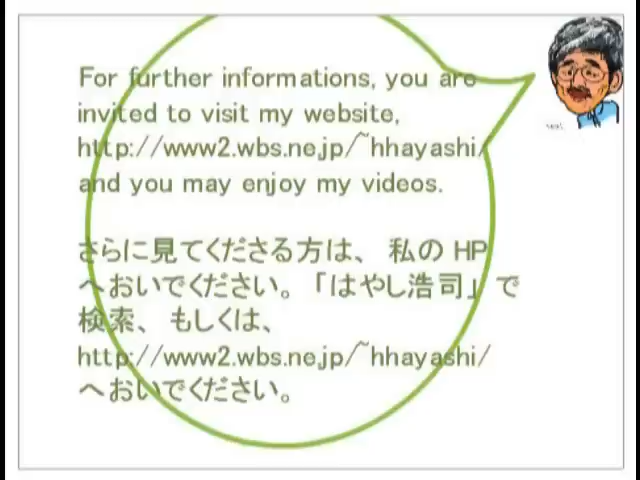 For further informations, you are
invited to visit my website,
http://www2.wbs.ne.jp/~hhayashi/
and you may enjoy my videos.
さらに見てくださる方は、 私の HP
へおいでください。「はやし浩司」 で
検索、 もしくは、
http://www2.wbs.ne.jp/~hhayashi/
へおいでください。